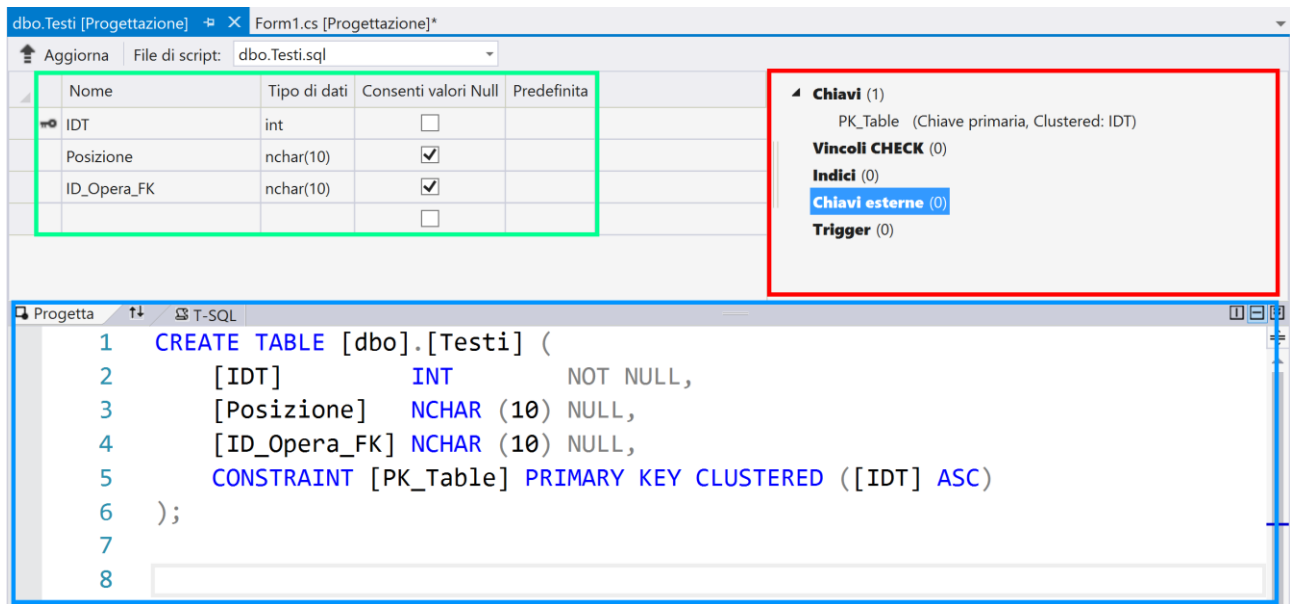 dbo.Testi [Progettazione] Form1.cs [Progettazione]*
Aggiorna File di script: dbo.Testi.sql
Nome Tipo di dati Consenti valori Null Predefinita
IDT int
Posizione nchar(10)
ID_Opera_FK nchar(10)
Chiavi (1)
PK_Table (Chiave primaria, Clustered: IDT)
Vincoli CHECK (0)
Indici (0)
Chiavi esterne (0)
Trigger (0)
Progetta T-SQL
1 CREATE TABLE [dbo].[Testi] (
2 [IDT] INT NOT NULL,
3 [Posizione] NCHAR (10) NULL,
4 [ID_Opera_FK] NCHAR (10) NULL,
5 CONSTRAINT [PK_Table] PRIMARY KEY CLUSTERED ([IDT] ASC)
6 );
7
8